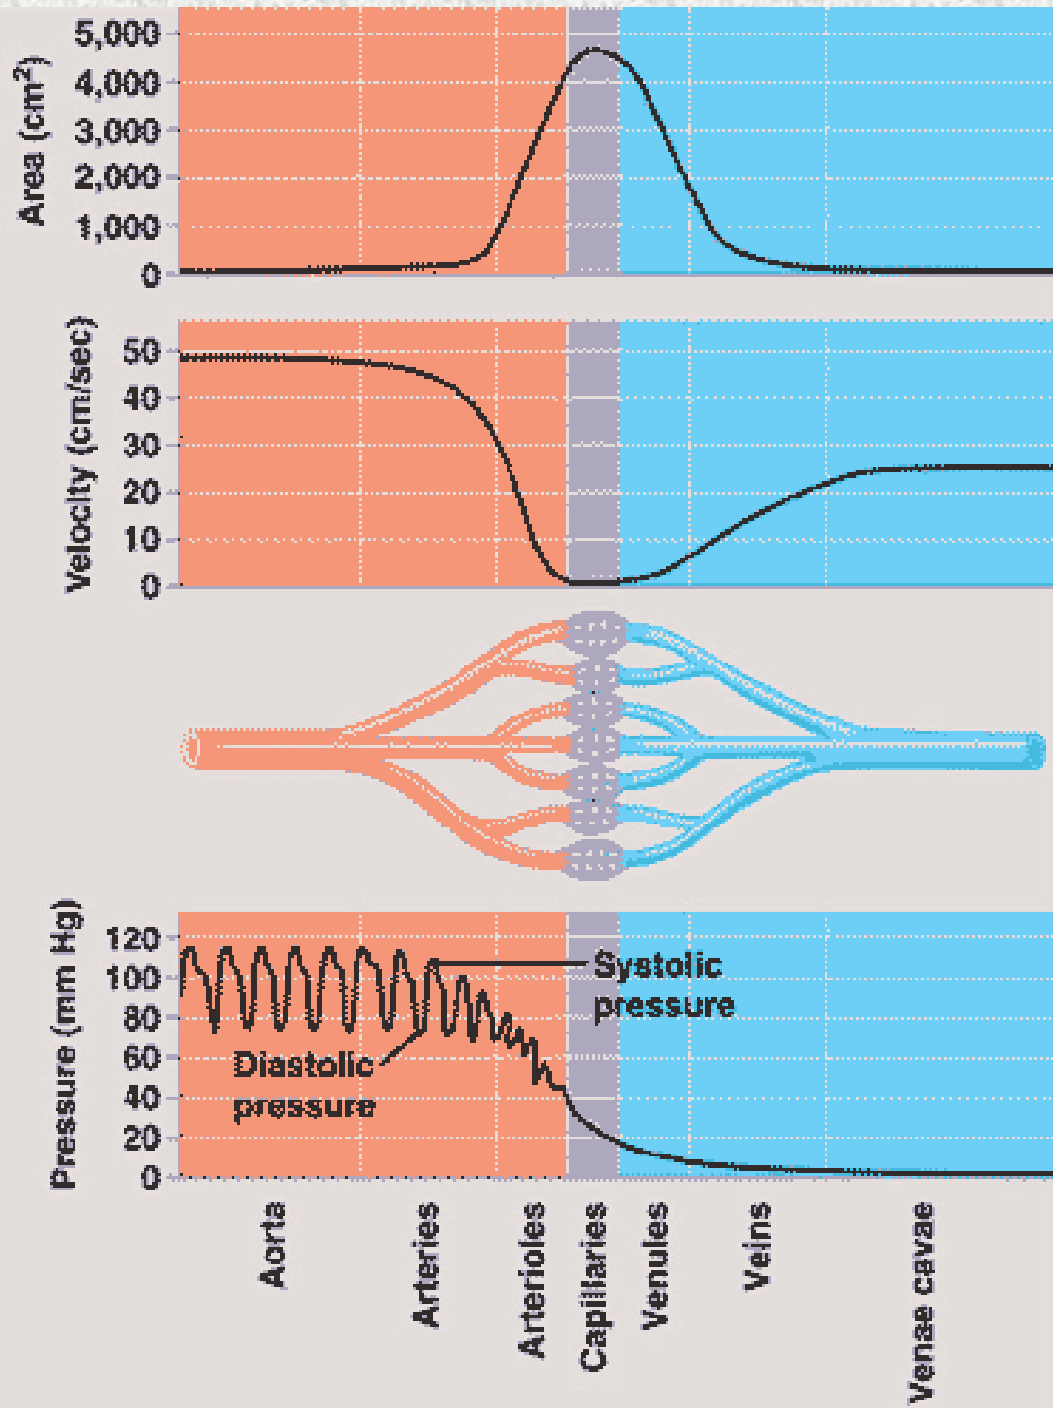 Area (cm²)
5,000
4,000
3,000
2,000
1,000
0
Velocity (cm/sec)
50
40
30
20
10
0
Pressure (mm Hg)
120
100
80
60
40
20
0
Systolic
pressure
Diastolic
pressure
Aorta
Arteries
Arterioles
Capillaries
Venules
Veins
Venae cavae